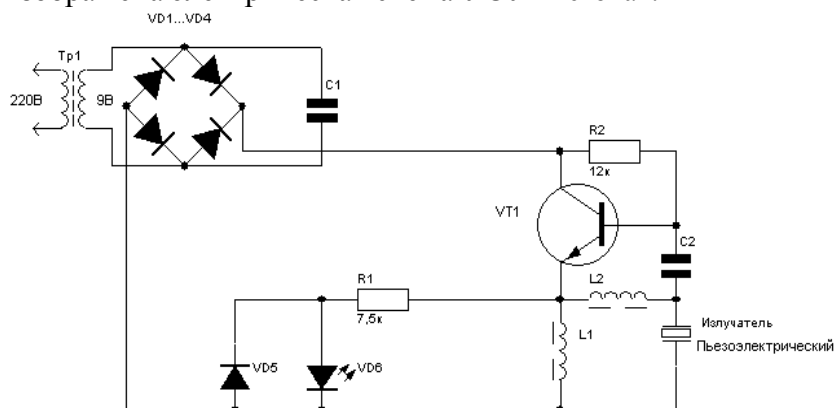 VD1...VD4
Тр1
C1
220В
9В
R2
12к
VT1
C2
R1
L2
7,5к
L1
Излучатель
Пьезоэлектрический
VD5
VD6